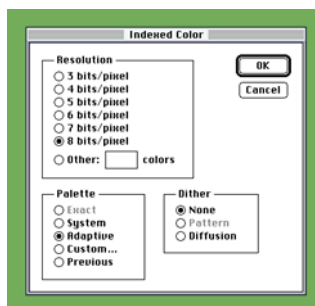 Indexed Color
Resolution
3 bits/pixel
4 bits/pixel
5 bits/pixel
6 bits/pixel
7 bits/pixel
8 bits/pixel
Other: colors
OK
Cancel
Palette
Exact
System
Adaptive
Custom...
Previous
Dither
None
Pattern
Diffusion